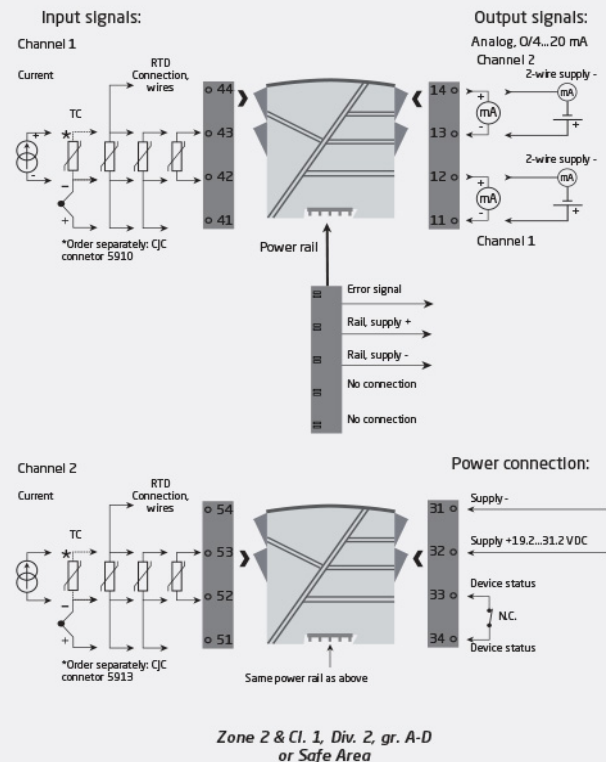 Input signals:
Output signals:
Channel 1
Analog, 0/4...20 mA
Channel 2
Current
TC
RTD
Connection,
wires
*
+
-
-
+
44
43
42
41
*Order separately: CJC
connetor 5910
Power rail
14
13
12
11
2-wire supply -
+
mA
-
mA
+
2-wire supply -
+
mA
-
mA
+
Channel 1
Error signal
Rail, supply +
Rail, supply -
No connection
No connection
Channel 2
Power connection:
Current
TC
RTD
Connection,
wires
*
-
+
54
53
52
51
*Order separately: CJC
connetor 5913
Same power rail as above
31
32
33
34
Supply -
Supply +19.2...31.2 VDC
Device status
N.C.
Device status
Zone 2 & Cl. 1, Div. 2, gr. A-D
or Safe Area